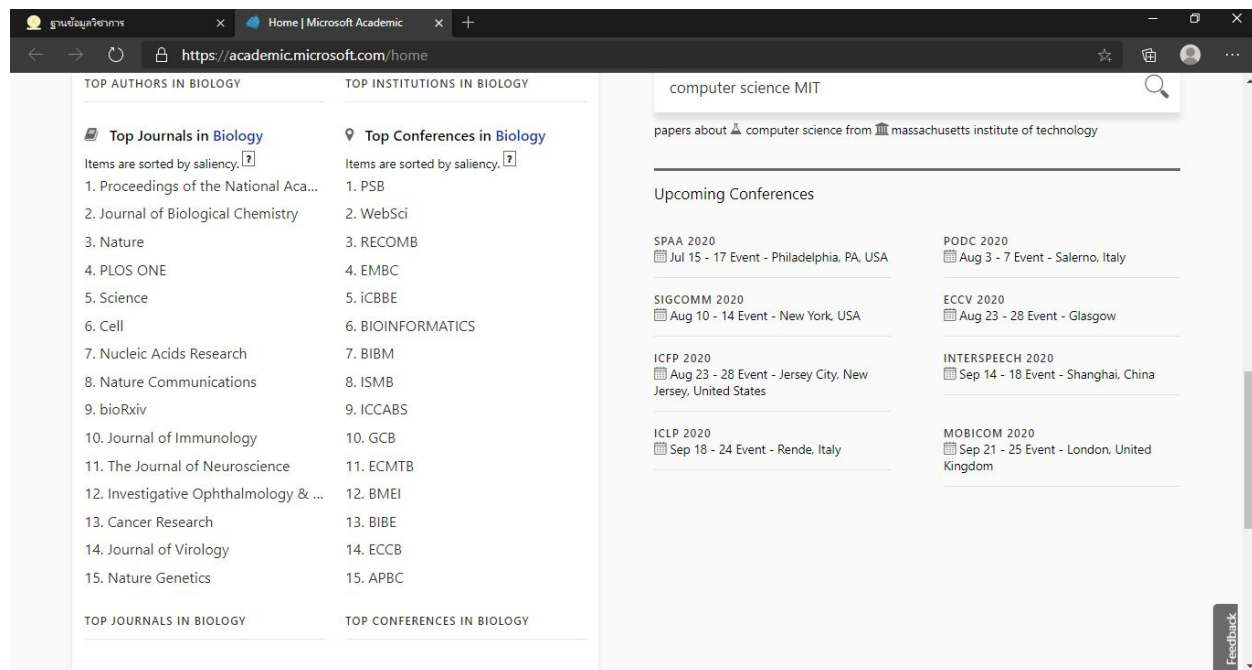 ฐานข้อมูลวิชาการ
Home | Microsoft Academic
https://academic.microsoft.com/home
TOP AUTHORS IN BIOLOGY
TOP INSTITUTIONS IN BIOLOGY
Top Journals in Biology
Items are sorted by saliency. ?
1. Proceedings of the National Aca...
2. Journal of Biological Chemistry
3. Nature
4. PLOS ONE
5. Science
6. Cell
7. Nucleic Acids Research
8. Nature Communications
9. bioRxiv
10. Journal of Immunology
11. The Journal of Neuroscience
12. Investigative Ophthalmology & ...
13. Cancer Research
14. Journal of Virology
15. Nature Genetics
TOP JOURNALS IN BIOLOGY
Top Conferences in Biology
Items are sorted by saliency. ?
1. PSB
2. WebSci
3. RECOMB
4. EMBC
5. iCBBE
6. BIOINFORMATICS
7. BIBM
8. ISMB
9. ICCABS
10. GCB
11. ECMTB
12. BMEI
13. BIBE
14. ECCB
15. APBC
TOP CONFERENCES IN BIOLOGY
computer science MIT
papers about computer science from massachusetts institute of technology
Upcoming Conferences
SPAA 2020
Jul 15 - 17 Event - Philadelphia, PA, USA
PODC 2020
Aug 3 - 7 Event - Salerno, Italy
SIGCOMM 2020
Aug 10 - 14 Event - New York, USA
ECCV 2020
Aug 23 - 28 Event - Glasgow
ICFP 2020
Aug 23 - 28 Event - Jersey City, New
Jersey, United States
INTERSPEECH 2020
Sep 14 - 18 Event - Shanghai, China
ICLP 2020
Sep 18 - 24 Event - Rende, Italy
MOBICOM 2020
Sep 21 - 25 Event - London, United
Kingdom
Feedback